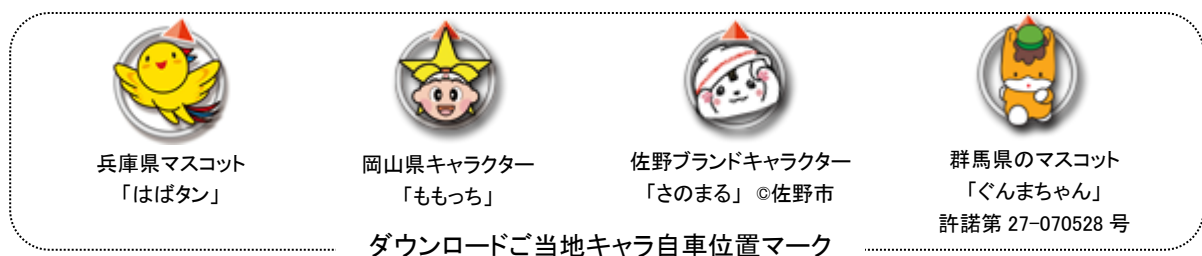 兵庫県マスコット
「はばタン」
岡山県キャラクター
「ももっち」
佐野ブランドキャラクター
「さのまる」 ©佐野市
群馬県のマスコット
「ぐんまちゃん」
許諾第 27-070528 号
ダウンロードご当地キャラ自車位置マーク